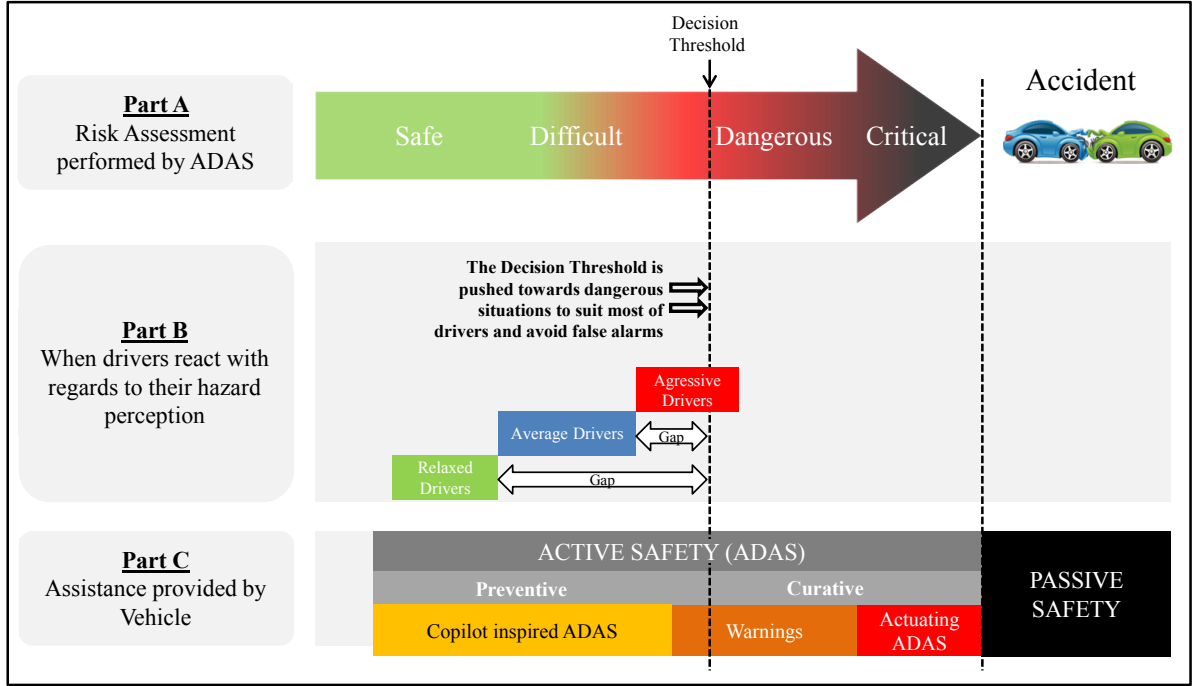 Decision
Threshold
Part A
Risk Assessment
performed by ADAS
Safe
Difficult
Dangerous
Critical
Accident
Part B
When drivers react with
regards to their hazard
perception
The Decision Threshold is
pushed towards dangerous
situations to suit most of
drivers and avoid false alarms
Agressive
Drivers
Average Drivers
Gap
Relaxed
Drivers
Gap
Part C
Assistance provided by
Vehicle
ACTIVE SAFETY (ADAS)
Preventive
Curative
Copilot inspired ADAS
Warnings
Actuating
ADAS
PASSIVE
SAFETY